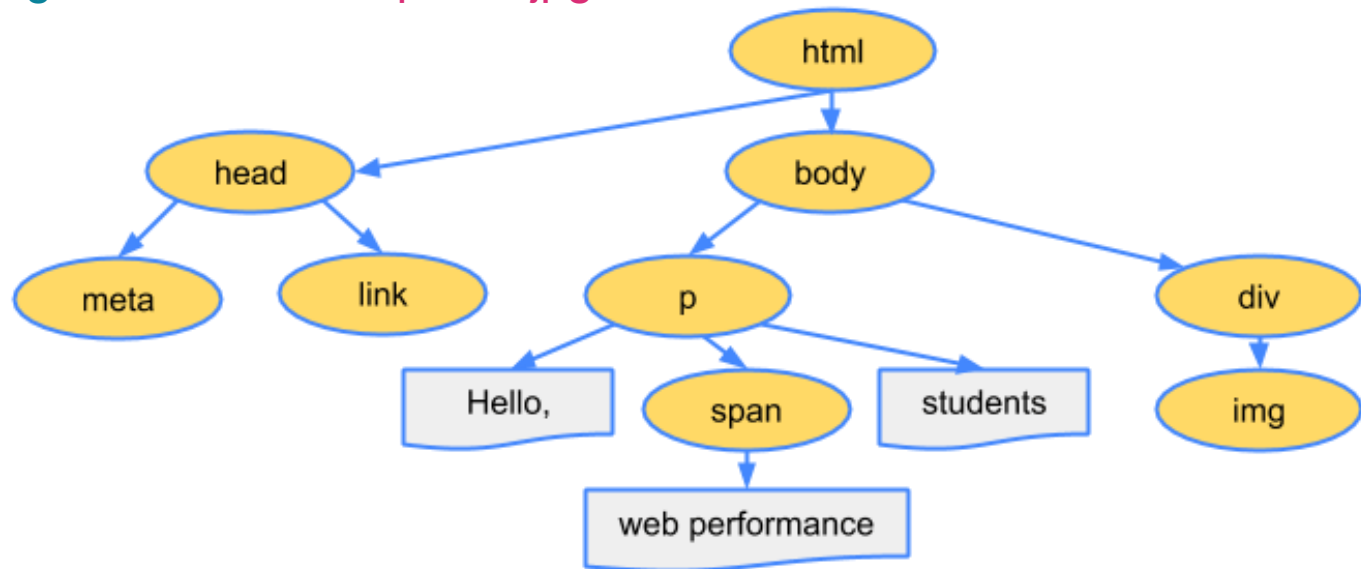 html
head
body
meta
link
p
div
Hello,
span
students
img
web performance